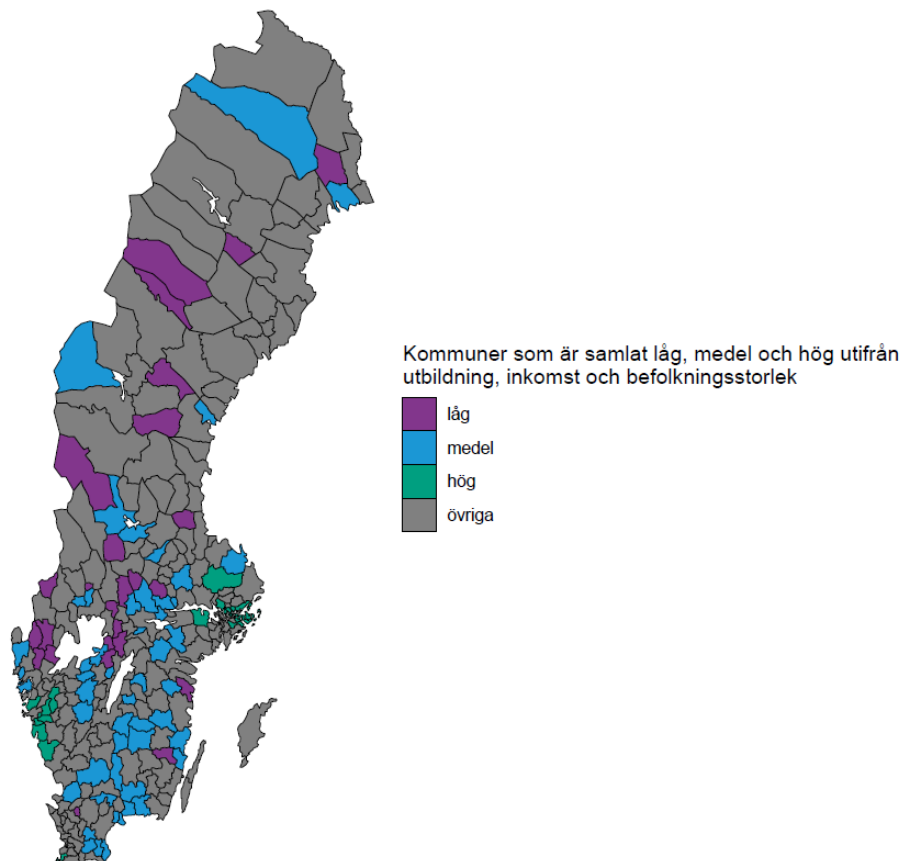 Kommuner som är samlat låg, medel och hög utifrån
utbildning, inkomst och befolkningsstorlek
låg
medel
hög
övriga